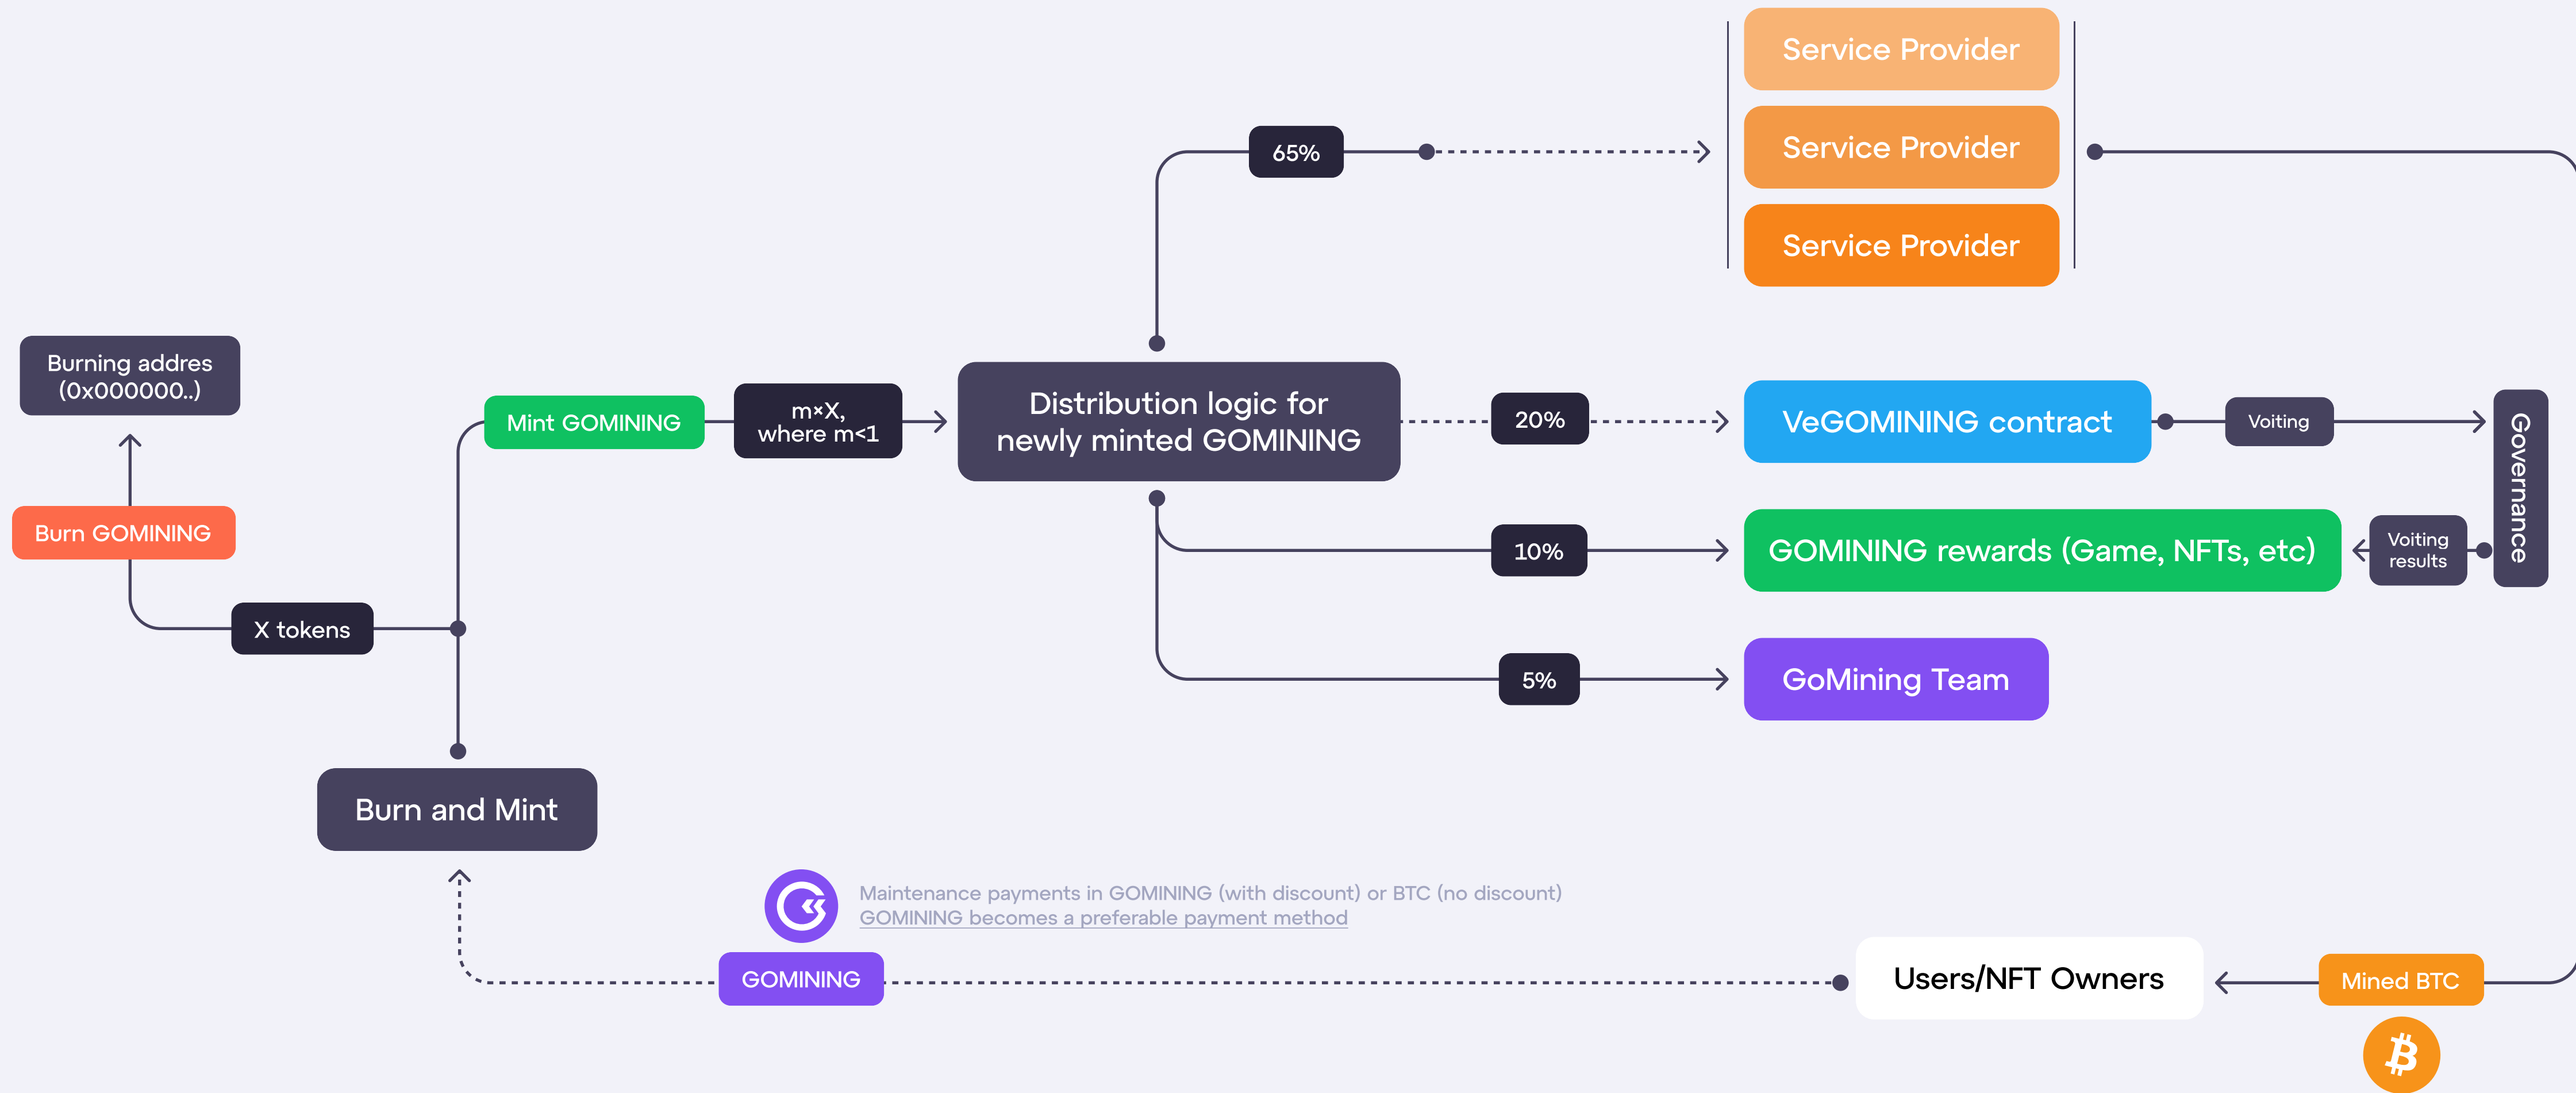 Service Provider
65%
Service Provider
Service Provider
Burning addres
(0x000000..)
Mint GOMINING
m×X,
where m<1
Distribution logic for
newly minted GOMINING
20%
VeGOMINING contract
Voiting
Governance
Burn GOMINING
10%
GOMINING rewards (Game, NFTs, etc)
Voiting
results
X tokens
5%
GoMining Team
Burn and Mint
Maintenance payments in GOMINING (with discount) or BTC (no discount)
GOMINING becomes a preferable payment method
GOMINING
Users/NFT Owners
Mined BTC